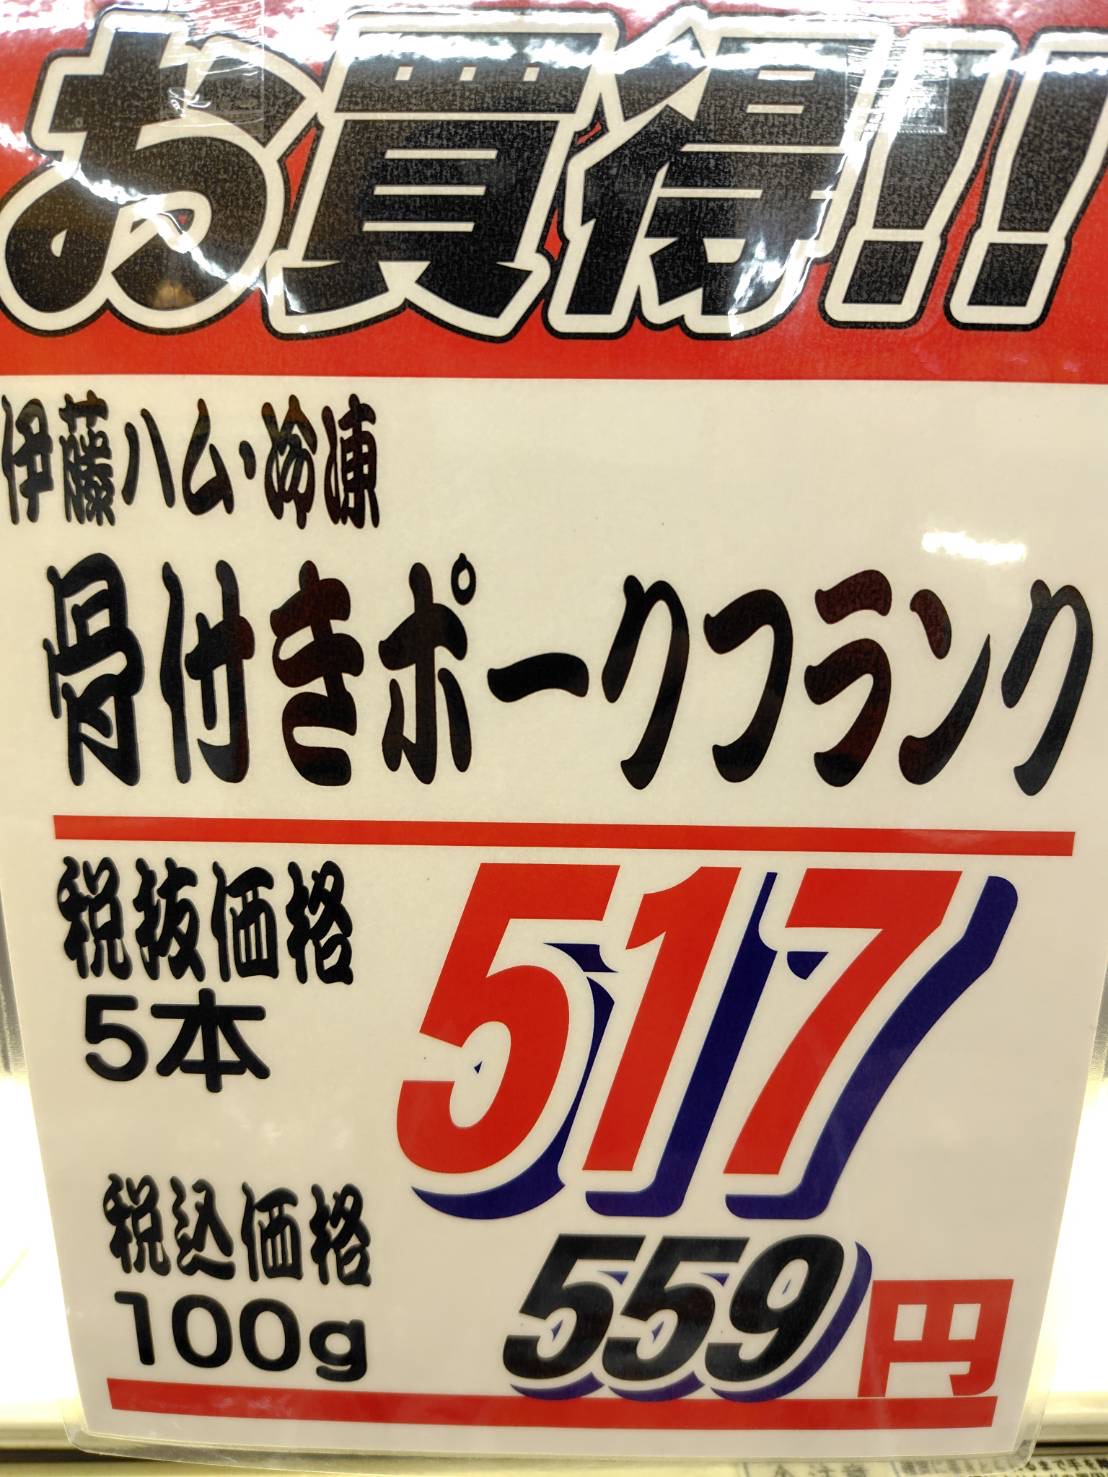 お買得!!
伊藤ハム・冷凍
骨付きポークフランク
税抜価格
5本
517
税込価格
100g
559円